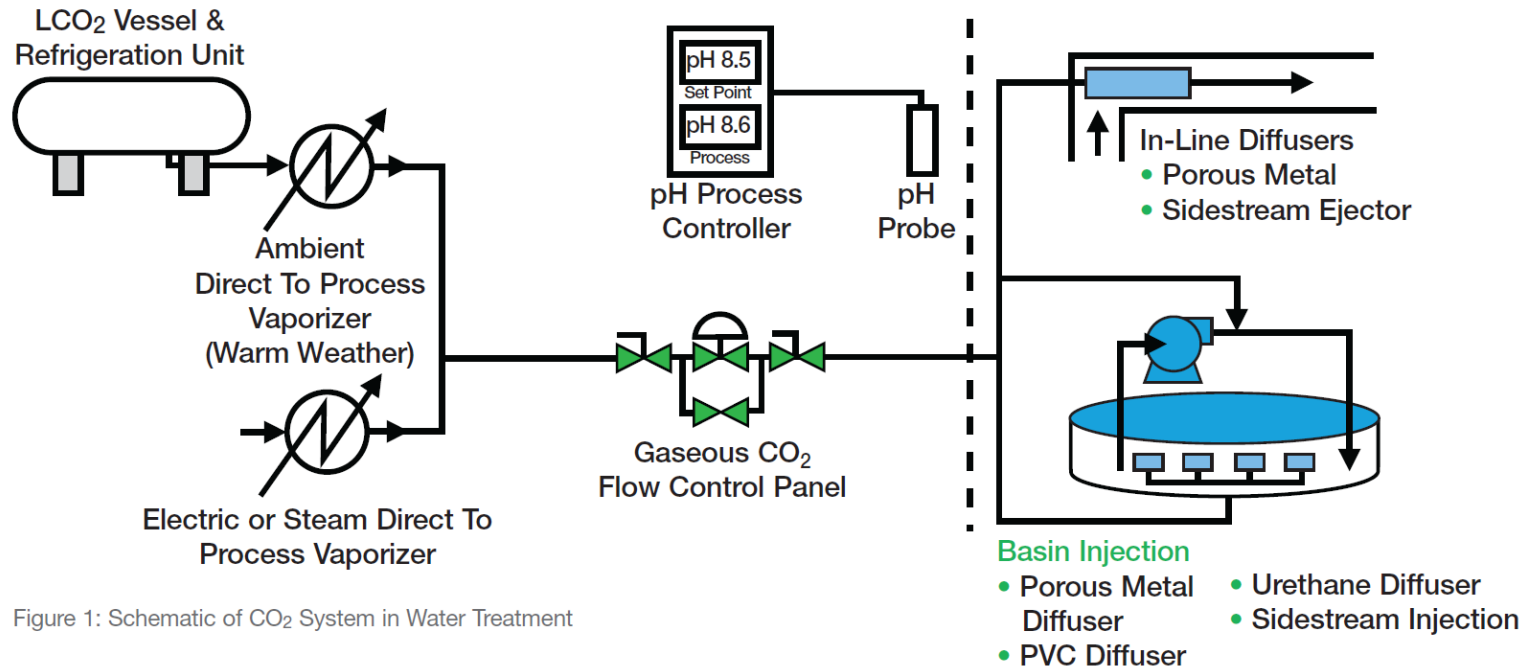 LCO₂ Vessel &
Refrigeration Unit
Ambient
Direct To Process
Vaporizer
(Warm Weather)
Electric or Steam Direct To
Process Vaporizer
pH 8.5
Set Point
pH 8.6
Process
pH Process
Controller
pH
Probe
Gaseous CO₂
Flow Control Panel
In-Line Diffusers
• Porous Metal
• Sidestream Ejector
Basin Injection
• Porous Metal
Diffuser
• PVC Diffuser
• Urethane Diffuser
• Sidestream Injection
Figure 1: Schematic of CO₂ System in Water Treatment